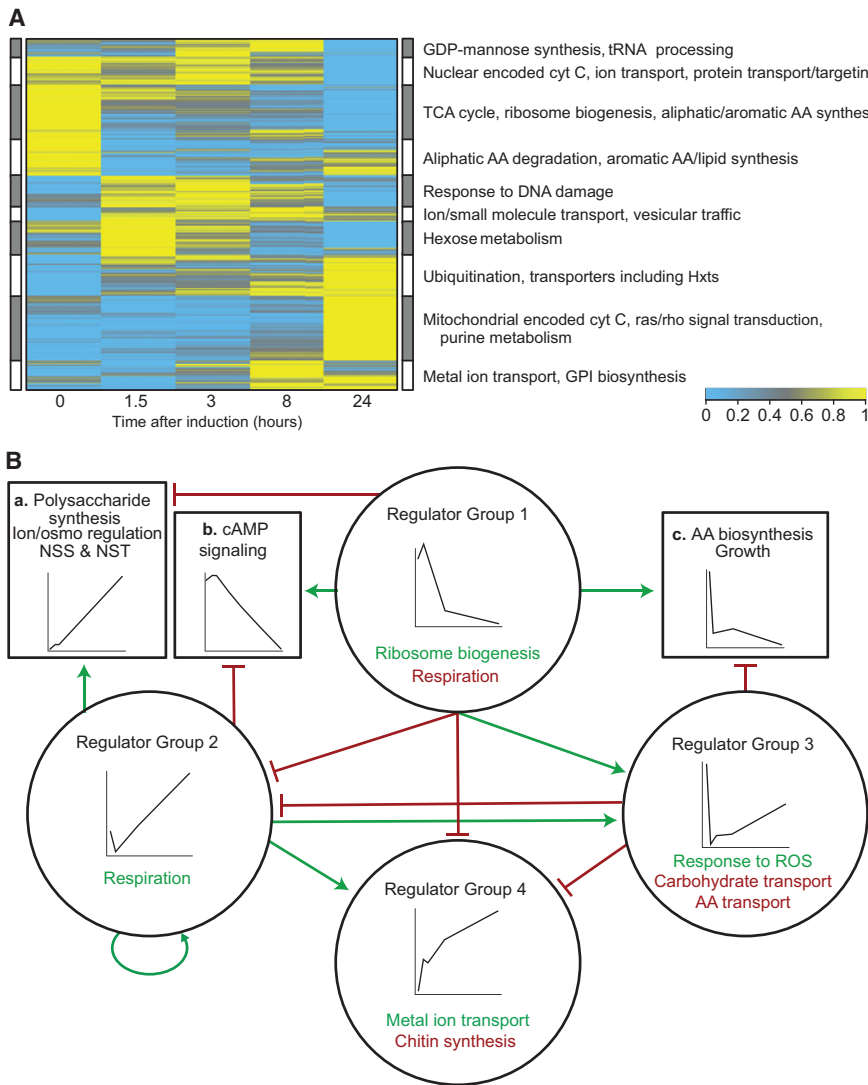 A
GDP-mannose synthesis, tRNA processing
Nuclear encoded cyt C, ion transport, protein transport/targetin
TCA cycle, ribosome biogenesis, aliphatic/aromatic AA synthes
Aliphatic AA degradation, aromatic AA/lipid synthesis
Response to DNA damage
Ion/small molecule transport, vesicular traffic
Hexose metabolism
Ubiquitination, transporters including Hxts
Mitochondrial encoded cyt C, ras/rho signal transduction,
purine metabolism
Metal ion transport, GPI biosynthesis
0 1.5 3 8 24
Time after induction (hours)
0 0.2 0.4 0.6 0.8 1
B
a. Polysaccharide
synthesis
Ion/osmo regulation
NSS & NST
b. cAMP
signaling
Regulator Group 1
Ribosome biogenesis
Respiration
c. AA biosynthesis
Growth
Regulator Group 2
Respiration
Regulator Group 3
Response to ROS
Carbohydrate transport
AA transport
Regulator Group 4
Metal ion transport
Chitin synthesis